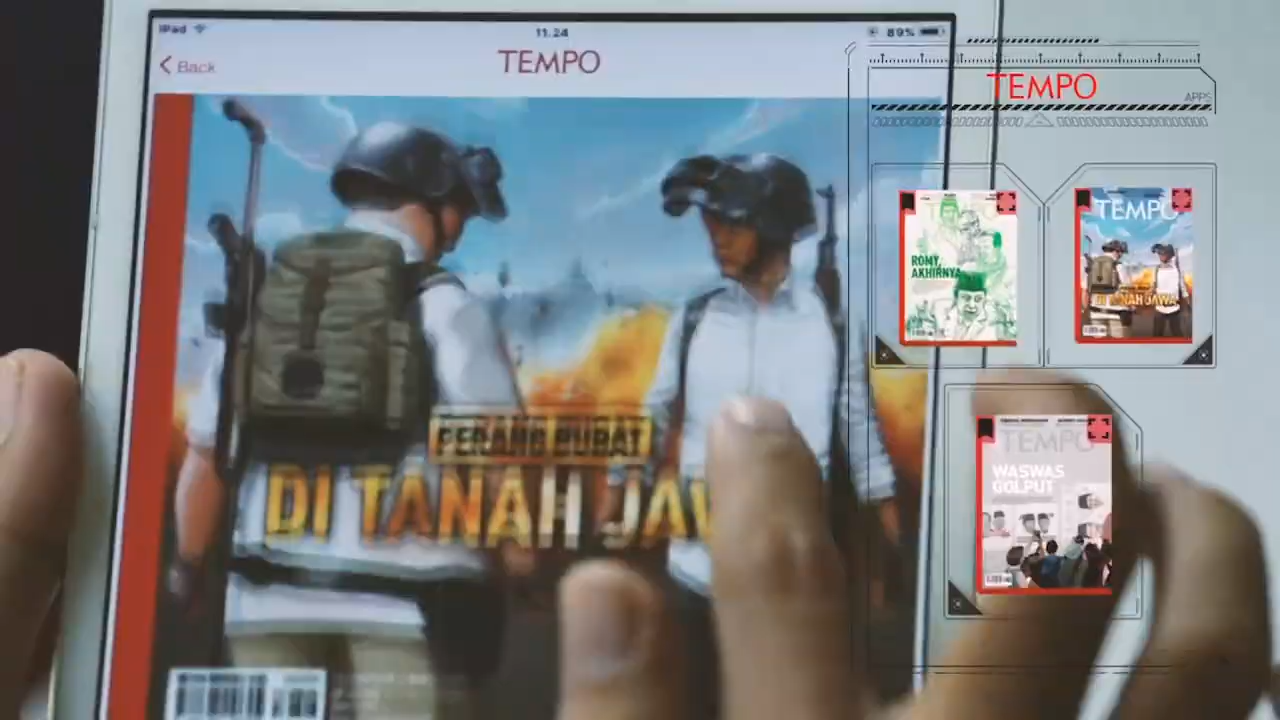 iPad
11.24
89%
Back
TEMPO
PERANG BUBAT
DI TANAH JAW
TEMPO
APPS
ROMY,
AKHIRNYA
TEMPO
DI TANAH JAWA
TEMPO
WASWAS
GOLPUT